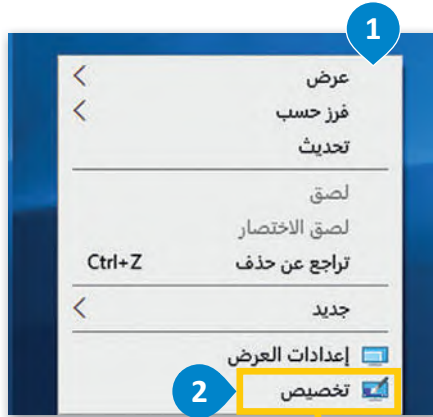 1
عرض
فرز حسب
تحديث
لصق
لصق الاختصار
تراجع عن حذف Ctrl+Z
جديد
إعدادات العرض
2 تخصيص